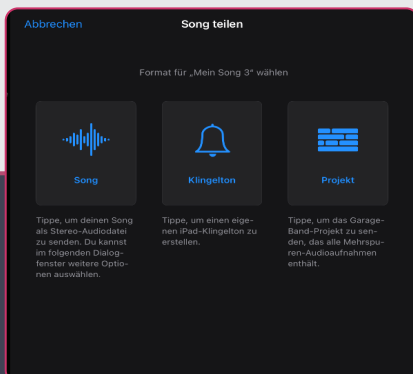 Abbrechen Song teilen
Format für „Mein Song 3“ wählen
Song
Tippe, um deinen Song
als Stereo-Audiodatei
zu senden. Du kannst
im folgenden Dialog-
fenster weitere Optio-
nen auswählen.
Klingelton
Tippe, um einen eige-
nen iPad-Klingelton zu
erstellen.
Projekt
Tippe, um das Garage-
Band-Projekt zu sen-
den, das alle Mehrspu-
ren-Audioaufnahmen
enthält.